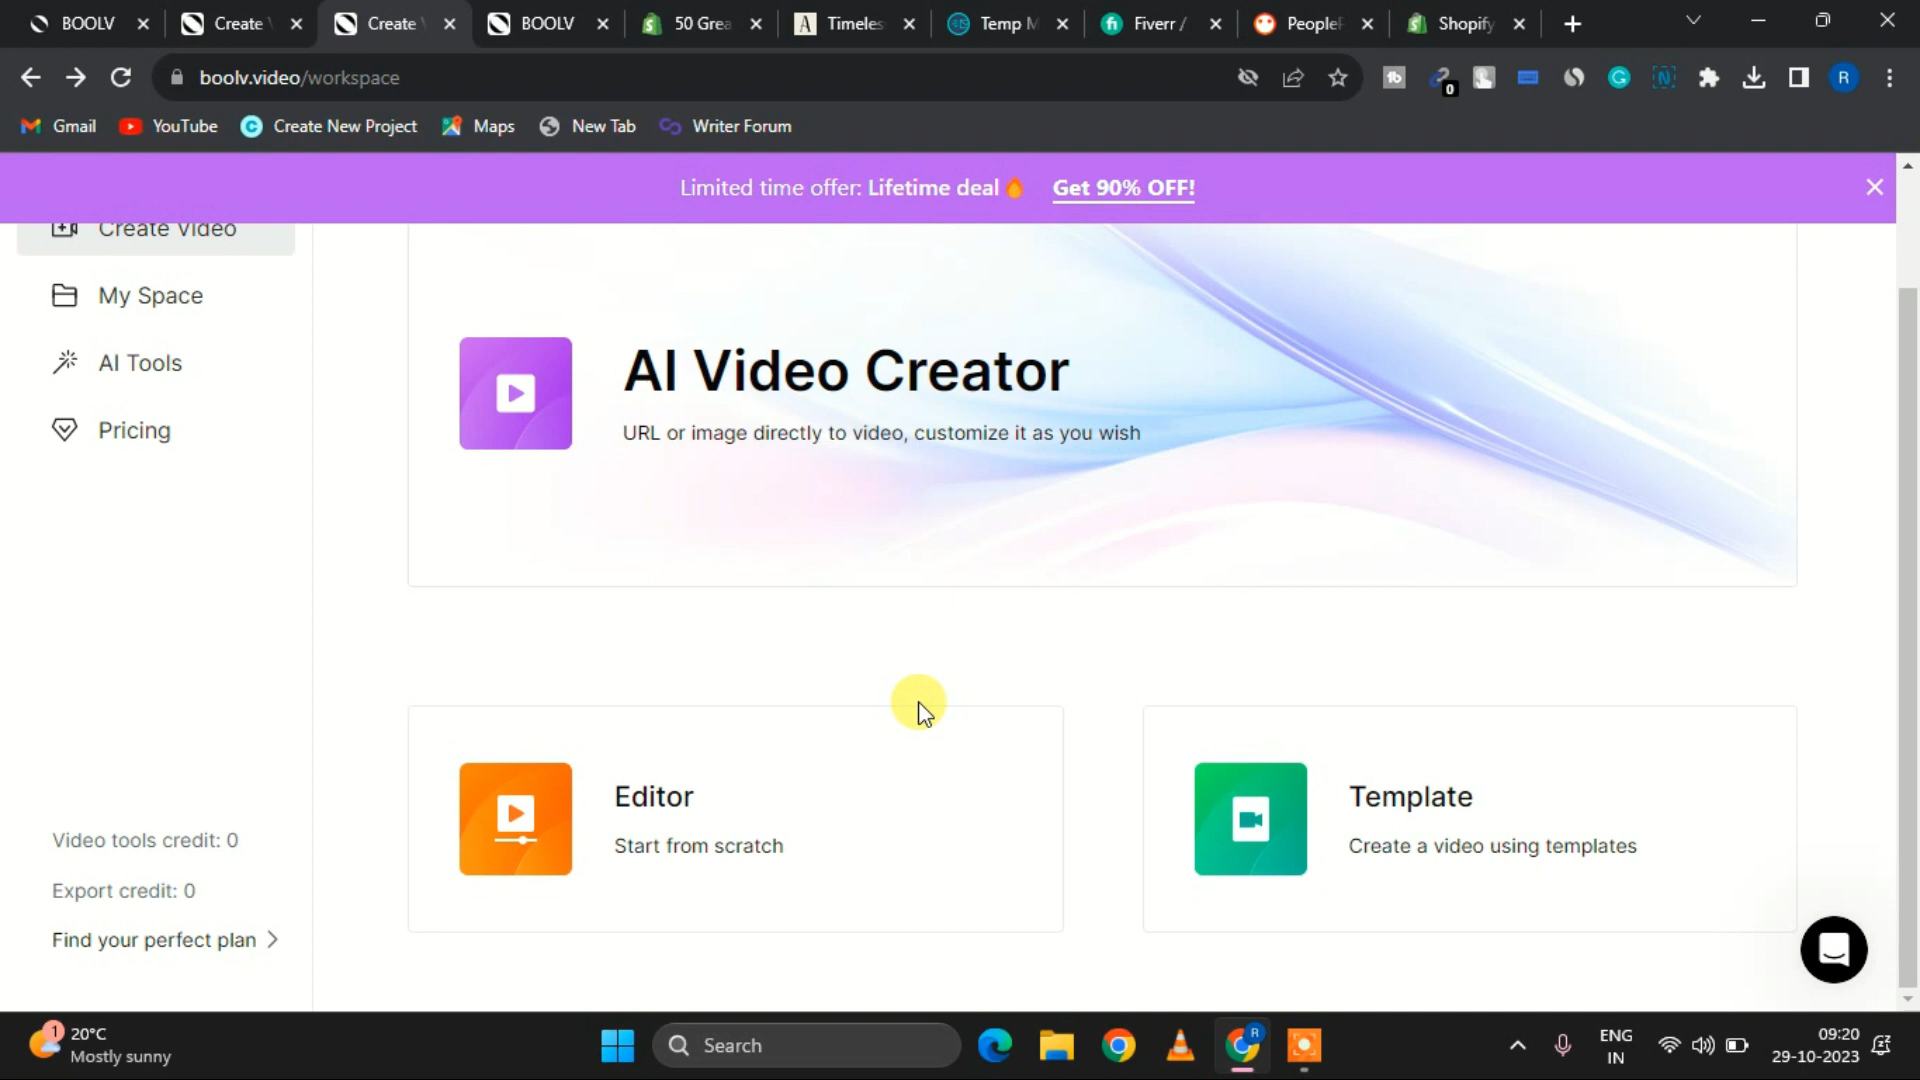 BOOLV
Create
Create
BOOLV
50 Grea
Timeles
Temp M
Fiverr /
People
Shopify
boolv.video/workspace
0
R
Gmail
YouTube
Create New Project
Maps
New Tab
Writer Forum
Limited time offer: Lifetime deal🔥 Get 90% OFF!
Create Video
My Space
AI Tools
Pricing
AI Video Creator
URL or image directly to video, customize it as you wish
Editor
Start from scratch
Template
Create a video using templates
Video tools credit: 0
Export credit: 0
Find your perfect plan >
1
20°C
Mostly sunny
Search
R
ENG
IN
09:20
29-10-2023